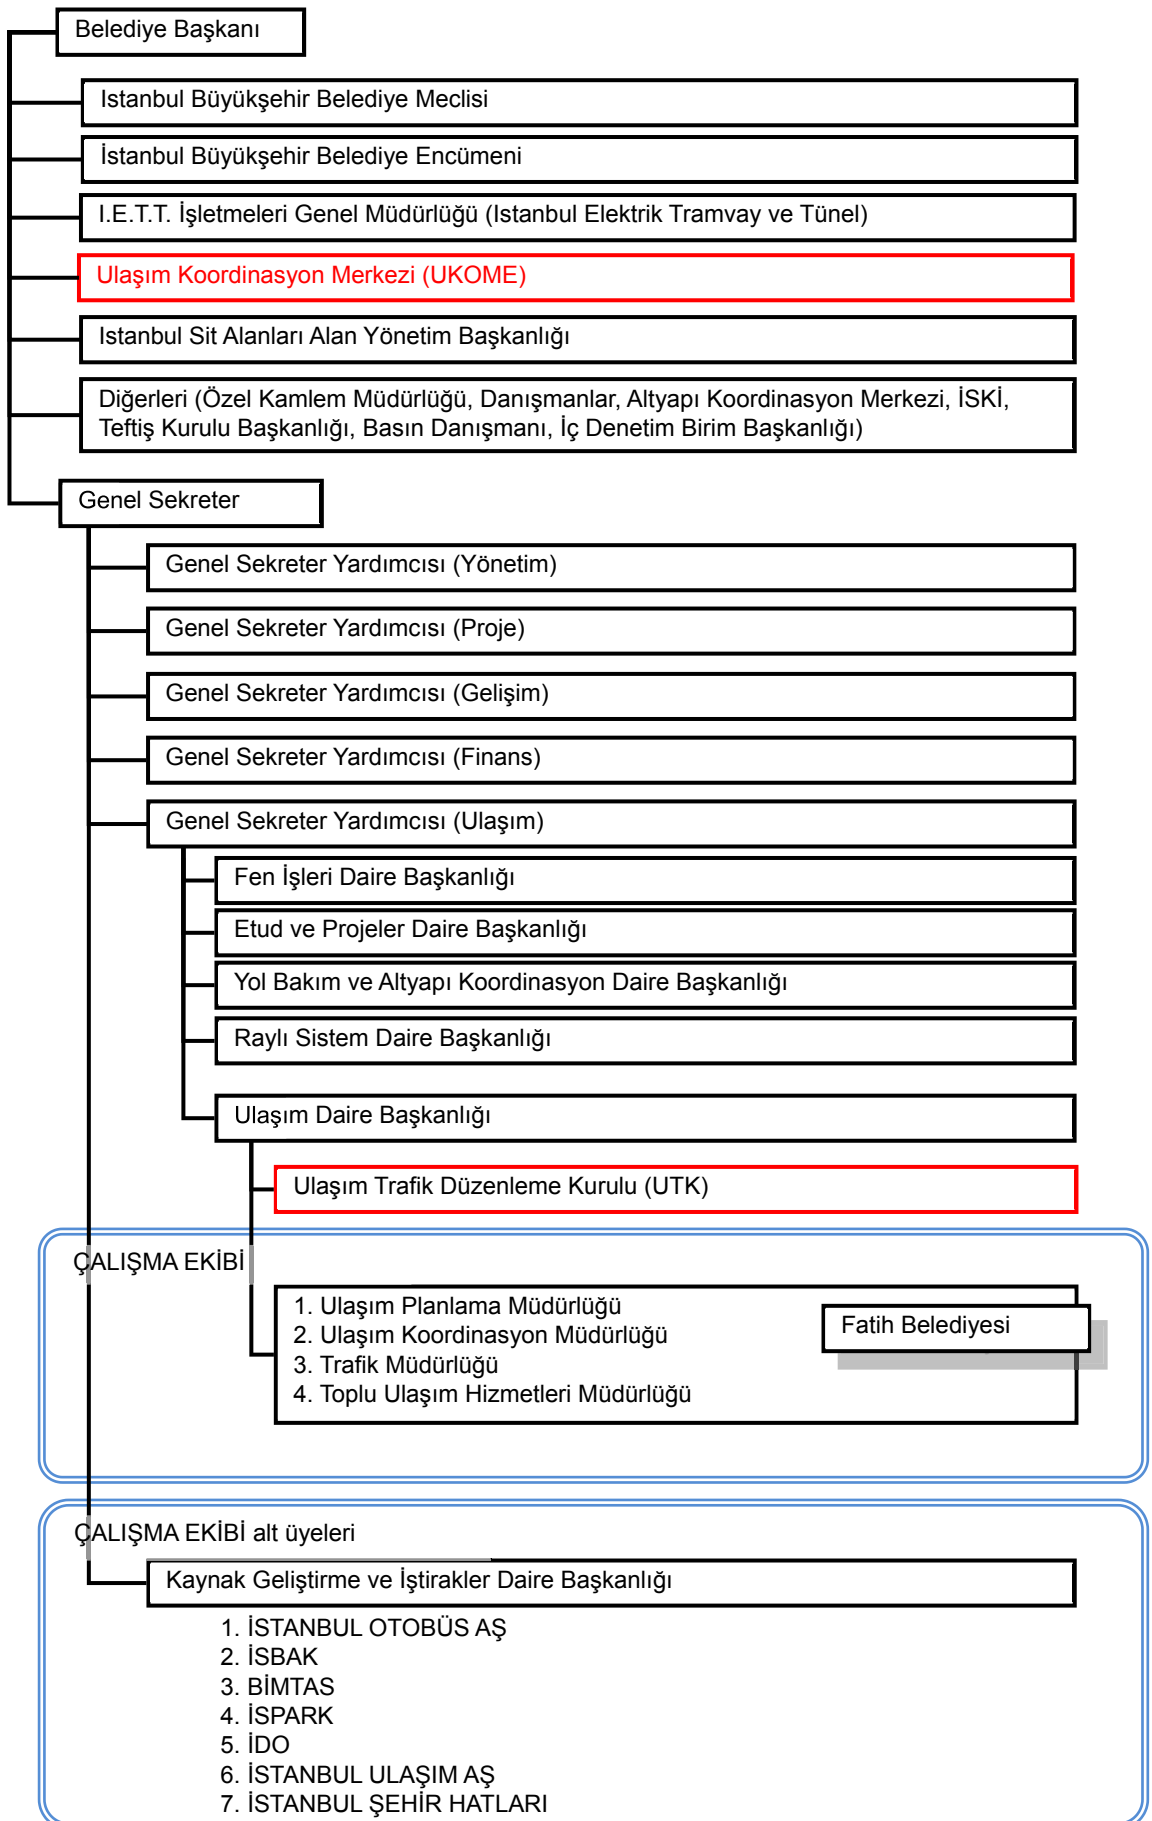 Belediye Başkanı
Istanbul Büyükşehir Belediye Meclisi
İstanbul Büyükşehir Belediye Encümeni
I.E.T.T. İşletmeleri Genel Müdürlüğü (Istanbul Elektrik Tramvay ve Tünel)
Ulaşım Koordinasyon Merkezi (UKOME)
Istanbul Sit Alanları Alan Yönetim Başkanlığı
Diğerleri (Özel Kamlem Müdürlüğü, Danışmanlar, Altyapı Koordinasyon Merkezi, İSKİ,
Teftiş Kurulu Başkanlığı, Basın Danışmanı, İç Denetim Birim Başkanlığı)
Genel Sekreter
Genel Sekreter Yardımcısı (Yönetim)
Genel Sekreter Yardımcısı (Proje)
Genel Sekreter Yardımcısı (Gelişim)
Genel Sekreter Yardımcısı (Finans)
Genel Sekreter Yardımcısı (Ulaşım)
Fen İşleri Daire Başkanlığı
Etud ve Projeler Daire Başkanlığı
Yol Bakım ve Altyapı Koordinasyon Daire Başkanlığı
Raylı Sistem Daire Başkanlığı
Ulaşım Daire Başkanlığı
Ulaşım Trafik Düzenleme Kurulu (UTK)
ÇALIŞMA EKİBİ
1. Ulaşım Planlama Müdürlüğü
2. Ulaşım Koordinasyon Müdürlüğü
3. Trafik Müdürlüğü
4. Toplu Ulaşım Hizmetleri Müdürlüğü
Fatih Belediyesi
ÇALIŞMA EKİBİ alt üyeleri
Kaynak Geliştirme ve İştirakler Daire Başkanlığı
1. İSTANBUL OTOBÜS AŞ
2. İSBAK
3. BİMTAS
4. İSPARK
5. İDO
6. İSTANBUL ULAŞIM AŞ
7. İSTANBUL ŞEHİR HATLARI